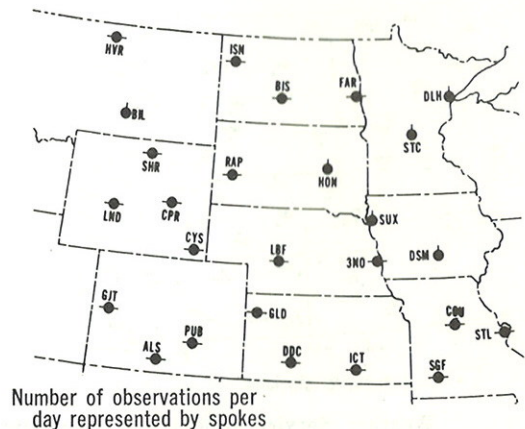 HVR
ISN
BIS
FAR
DLH
BIL
STC
SHR
RAP
HON
LND
CPR
SUX
CYS
LBF
3NO
DSM
GJT
GLD
COU
STL
PUB
ALS
DDC
ICT
SGF
Number of observations per
day represented by spokes